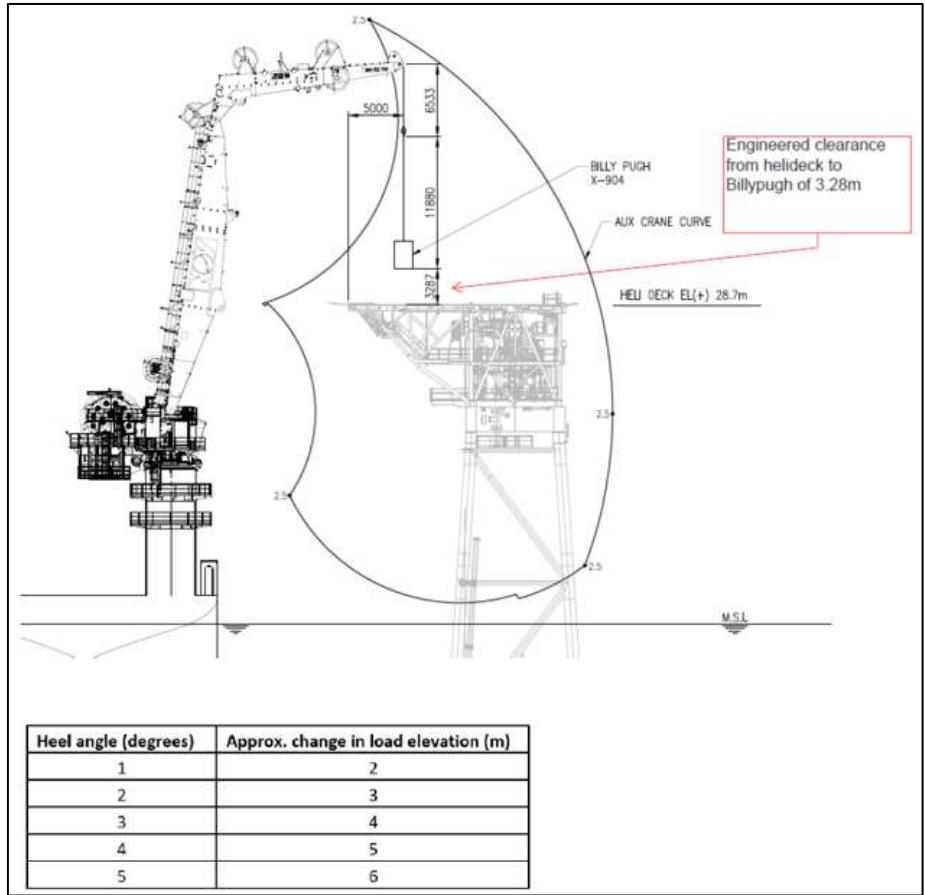 2.5
5000
6533
11880
3287
BILLY PUGH
X-904
Engineered clearance
from helideck to
Billypugh of 3.28m
AUX CRANE CURVE
HELI DECK EL(+) 28.7m
2.5
2.5
2.5
M.S.L
Heel angle (degrees) Approx. change in load elevation (m)
1 2
2 3
3 4
4 5
5 6